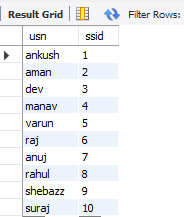 Result Grid Filter Rows:
usn ssid
ankush 1
aman 2
dev 3
manav 4
varun 5
raj 6
anuj 7
rahul 8
shebazz 9
suraj 10